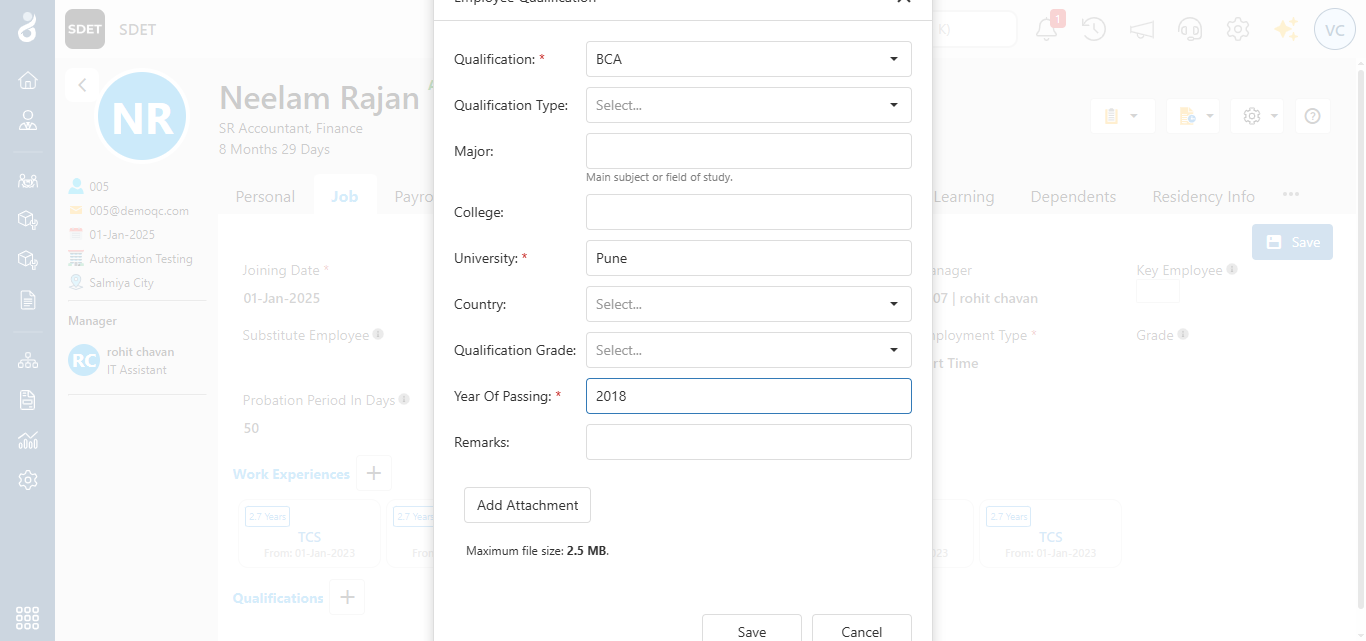 Employee Qualification
SDET
SDET
K)
1
VC
NR
Neelam Rajan
SR Accountant, Finance
8 Months 29 Days
005
005@democ.com
01-Jan-2025
Automation Testing
Salmiya City
Manager
RC
rohit chavan
IT Assistant
Personal
Job
Payro
Learning
Dependents
Residency Info
Save
Joining Date *
01-Jan-2025
Substitute Employee
Probation Period In Days
50
anager
07 | rohit chavan
Key Employee
ployment Type *
rt Time
Grade
Work Experiences
2.7 Years
TCS
From: 01-Jan-2023
2.7 Years
Fron
023
2.7 Years
TCS
From: 01-Jan-2023
Qualifications
Qualification: *
BCA
Qualification Type:
Select...
Major:
Main subject or field of study.
College:
University: *
Pune
Country:
Select...
Qualification Grade:
Select...
Year Of Passing: *
2018
Remarks:
Add Attachment
Maximum file size: 2.5 MB.
Save
Cancel